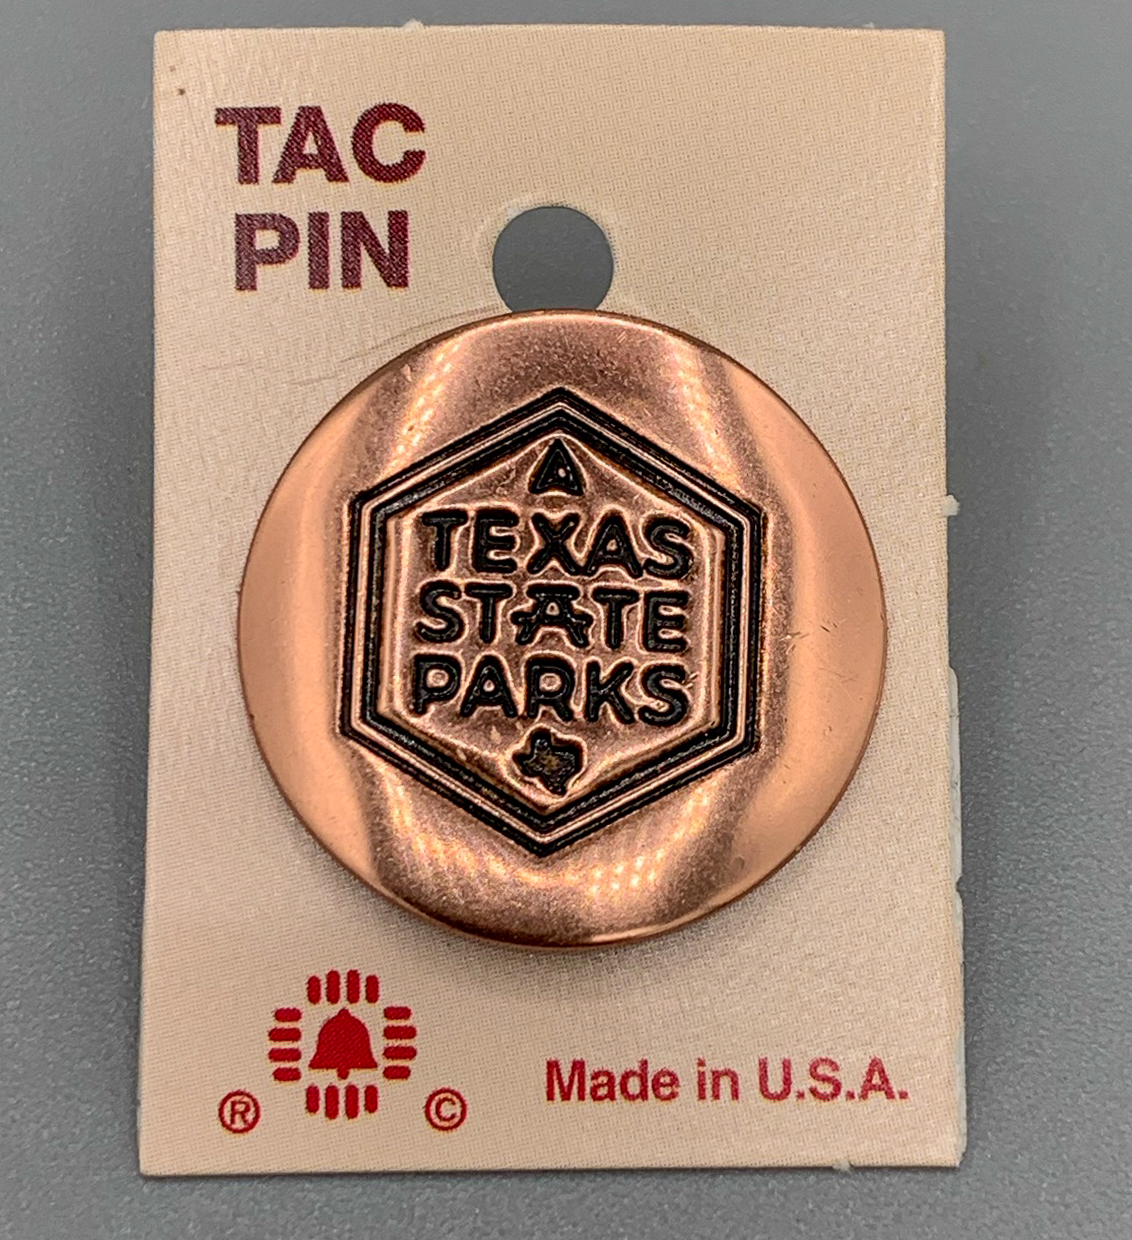 TAC
PIN
TEXAS
STATE
PARKS
® ©
Made in U.S.A.